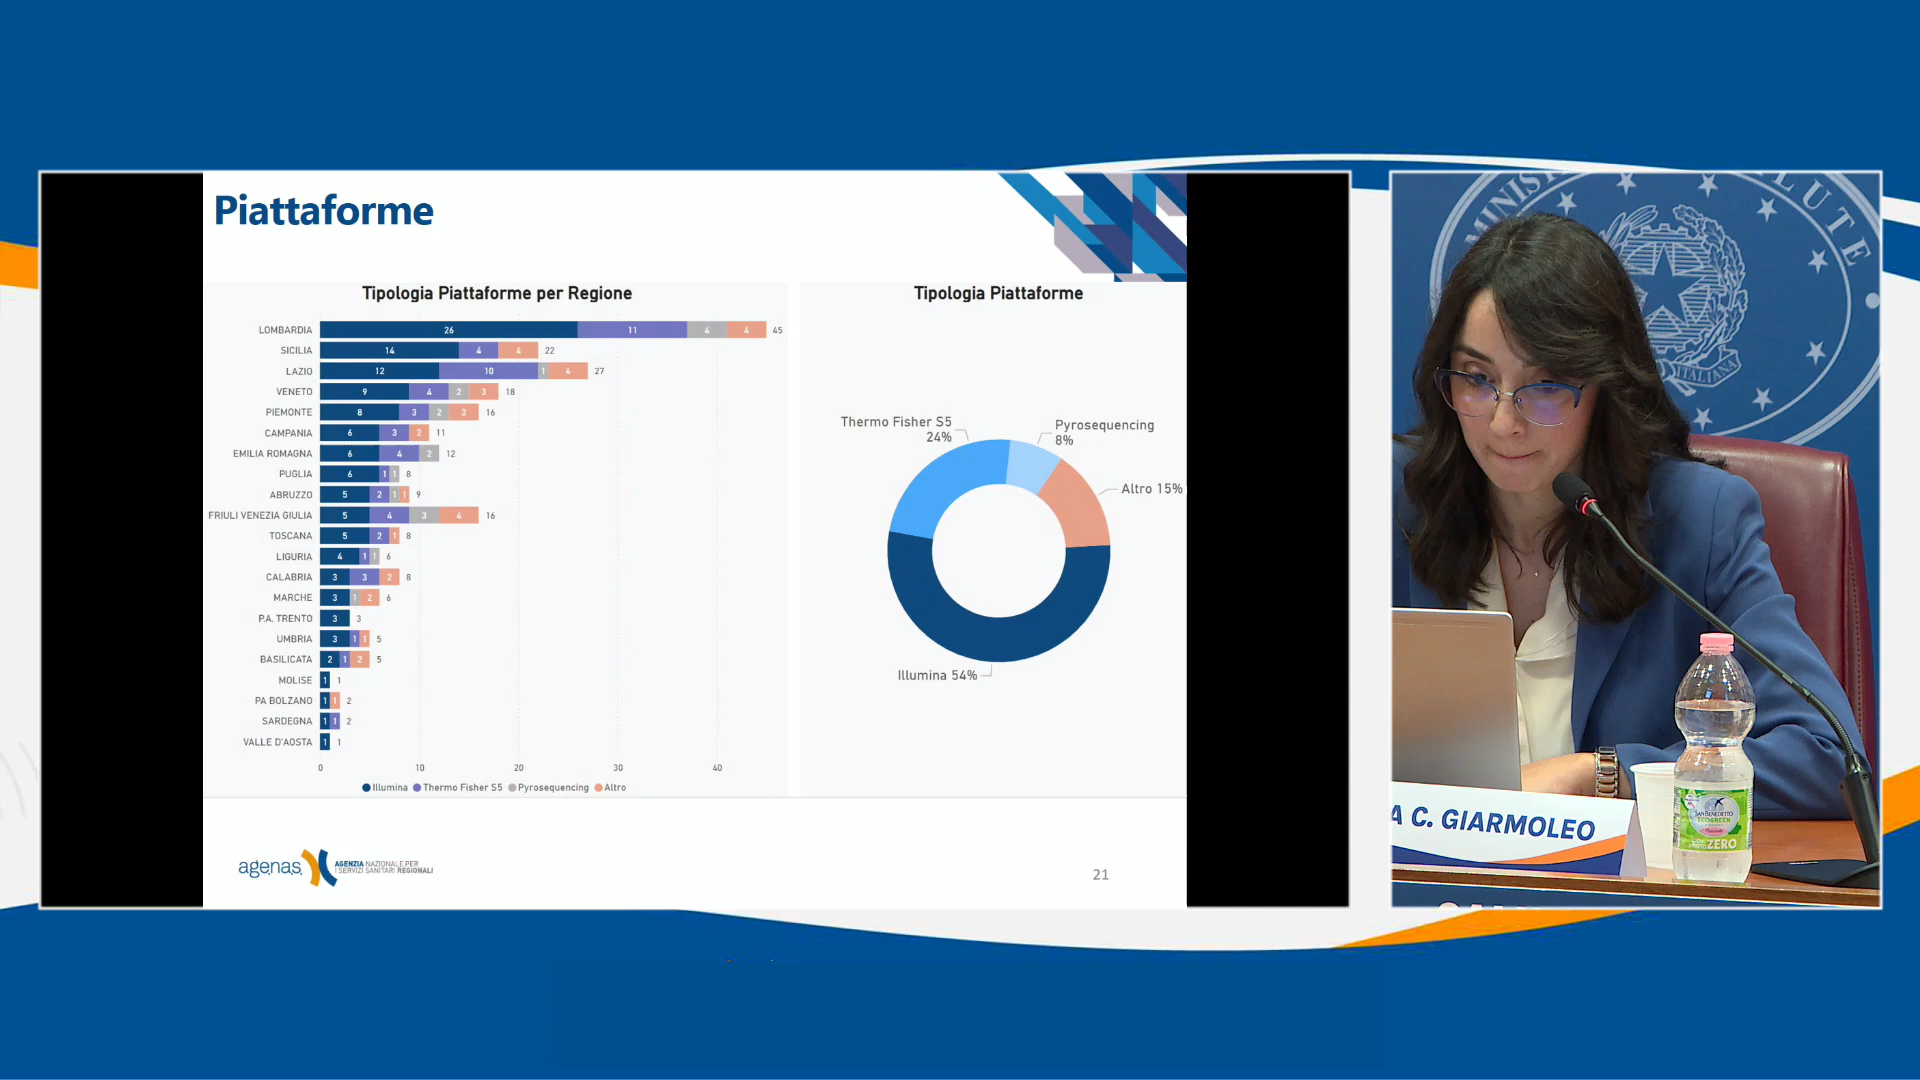 Piattaforme
Tipologia Piattaforme per Regione
LOMBARDIA 26 11 4 4 45
SICILIA 14 4 4 22
LAZIO 12 10 1 4 27
VENETO 9 4 2 3 18
PIEMONTE 8 3 2 3 16
CAMPANIA 6 3 2 11
EMILIA ROMAGNA 6 4 2 12
PUGLIA 6 1 1 8
ABRUZZO 5 2 1 1 9
FRIULI VENEZIA GIULIA 5 4 3 4 16
TOSCANA 5 2 1 8
LIGURIA 4 1 1 6
CALABRIA 3 3 2 8
MARCHE 3 1 2 6
P.A. TRENTO 3 3
UMBRIA 3 1 1 5
BASILICATA 2 1 2 5
MOLISE 1 1
PA BOLZANO 1 1 2
SARDEGNA 1 1 2
VALLE D'AOSTA 1 1
0 10 20 30 40
Illumina Thermo Fisher S5 Pyrosequencing Altro
Tipologia Piattaforme
Thermo Fisher S5
24%
Pyrosequencing
8%
Altro 15%
Illumina 54%
agenas
AGENZIA NAZIONALE PER
I SERVIZI SANITARI REGIONALI
21
MINIS
LUTE
ITALIANA
A C. GIARMOLEO
SAN BENEDETTO
ECOGREEN
ZERO